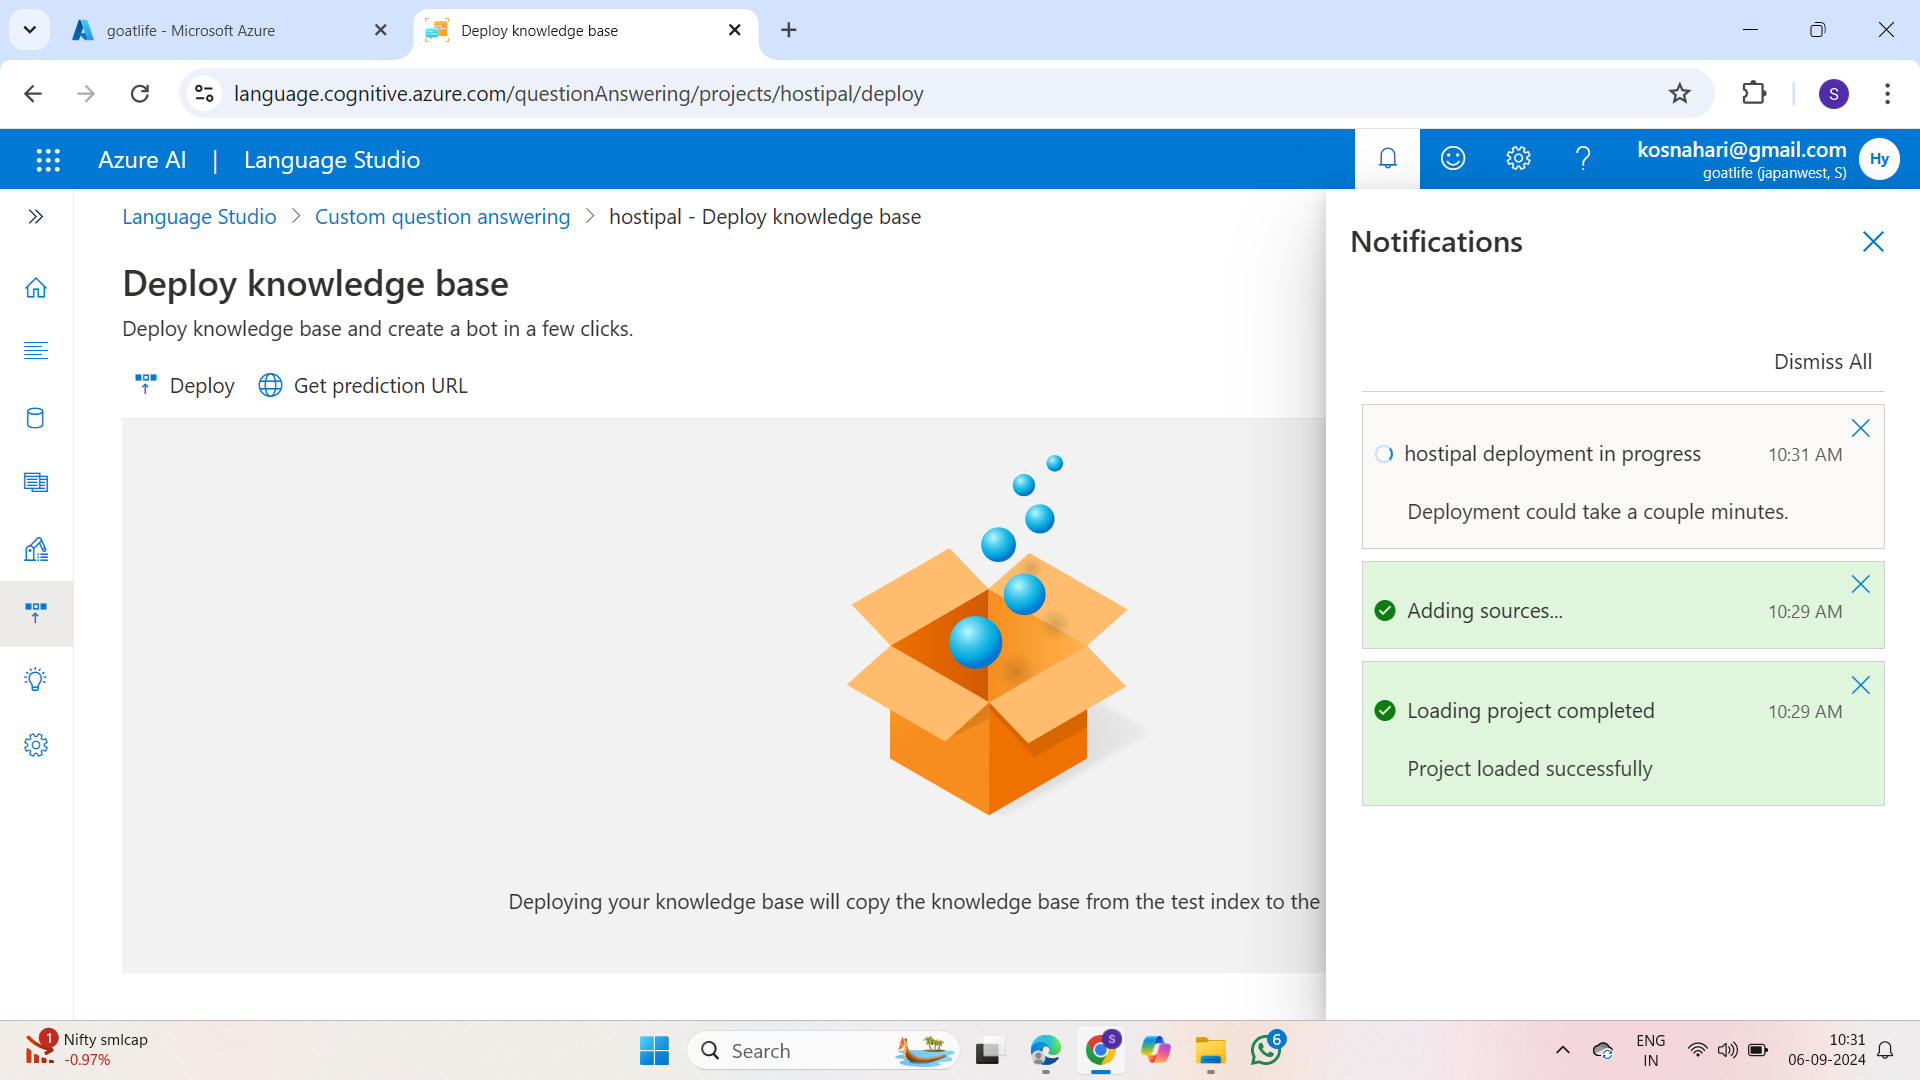 goatlife - Microsoft Azure
Deploy knowledge base
language.cognitive.azure.com/questionAnswering/projects/hostipal/deploy
S
Azure AI | Language Studio
kosnahari@gmail.com
goatlife (japanwest, S)
Hy
Language Studio > Custom question answering > hostipal - Deploy knowledge base
Deploy knowledge base
Deploy knowledge base and create a bot in a few clicks.
Deploy
Get prediction URL
Deploying your knowledge base will copy the knowledge base from the test index to the
Notifications
Dismiss All
hostipal deployment in progress 10:31 AM
Deployment could take a couple minutes.
Adding sources... 10:29 AM
Loading project completed 10:29 AM
Project loaded successfully
1
Nifty smlcap
-0.97%
Search
S
6
ENG
IN
10:31
06-09-2024